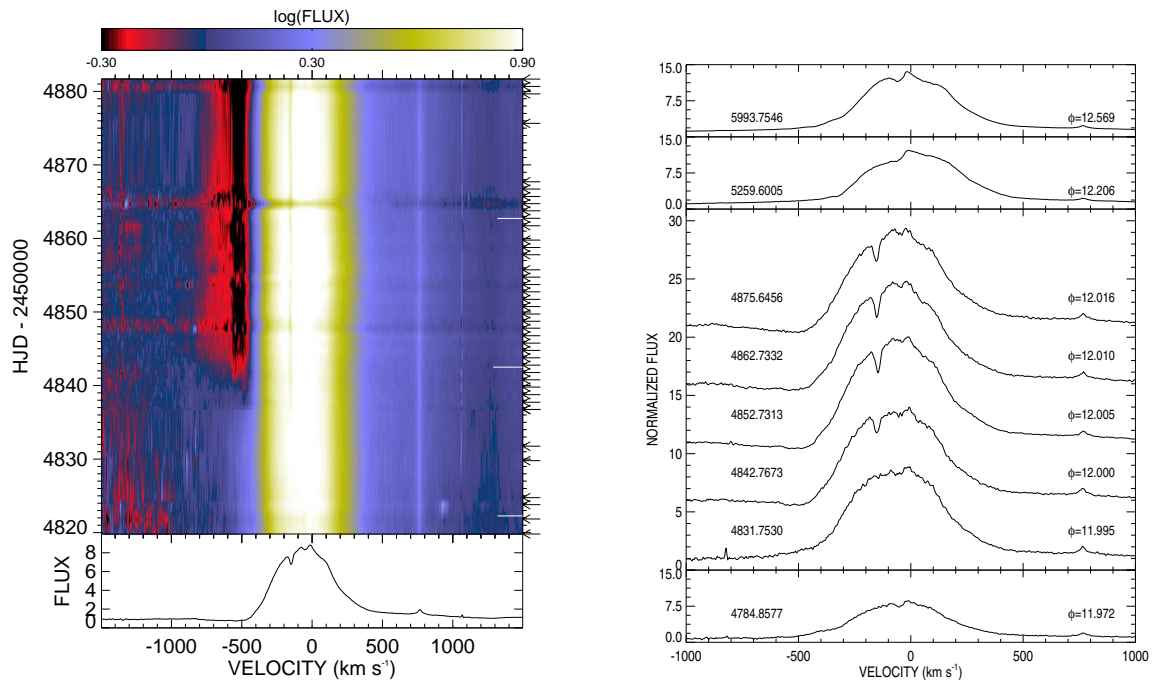 log(FLUX)
-0.30 0.30 0.90
4880
4870
4860
4850
4840
4830
4820
HJD - 2450000
8
6
4
2
0
FLUX
-1000 -500 0 500 1000
VELOCITY (km s⁻¹)
15.0
7.5
5993.7546 ϕ=12.569
15.0
7.5
0.0
5259.6005 ϕ=12.206
30
25
20
15
10
5
0
NORMALIZED FLUX
4875.6456 ϕ=12.016
4862.7332 ϕ=12.010
4852.7313 ϕ=12.005
4842.7673 ϕ=12.000
4831.7530 ϕ=11.995
15.0
7.5
0.0
4784.8577 ϕ=11.972
-1000 -500 0 500 1000
VELOCITY (km s⁻¹)